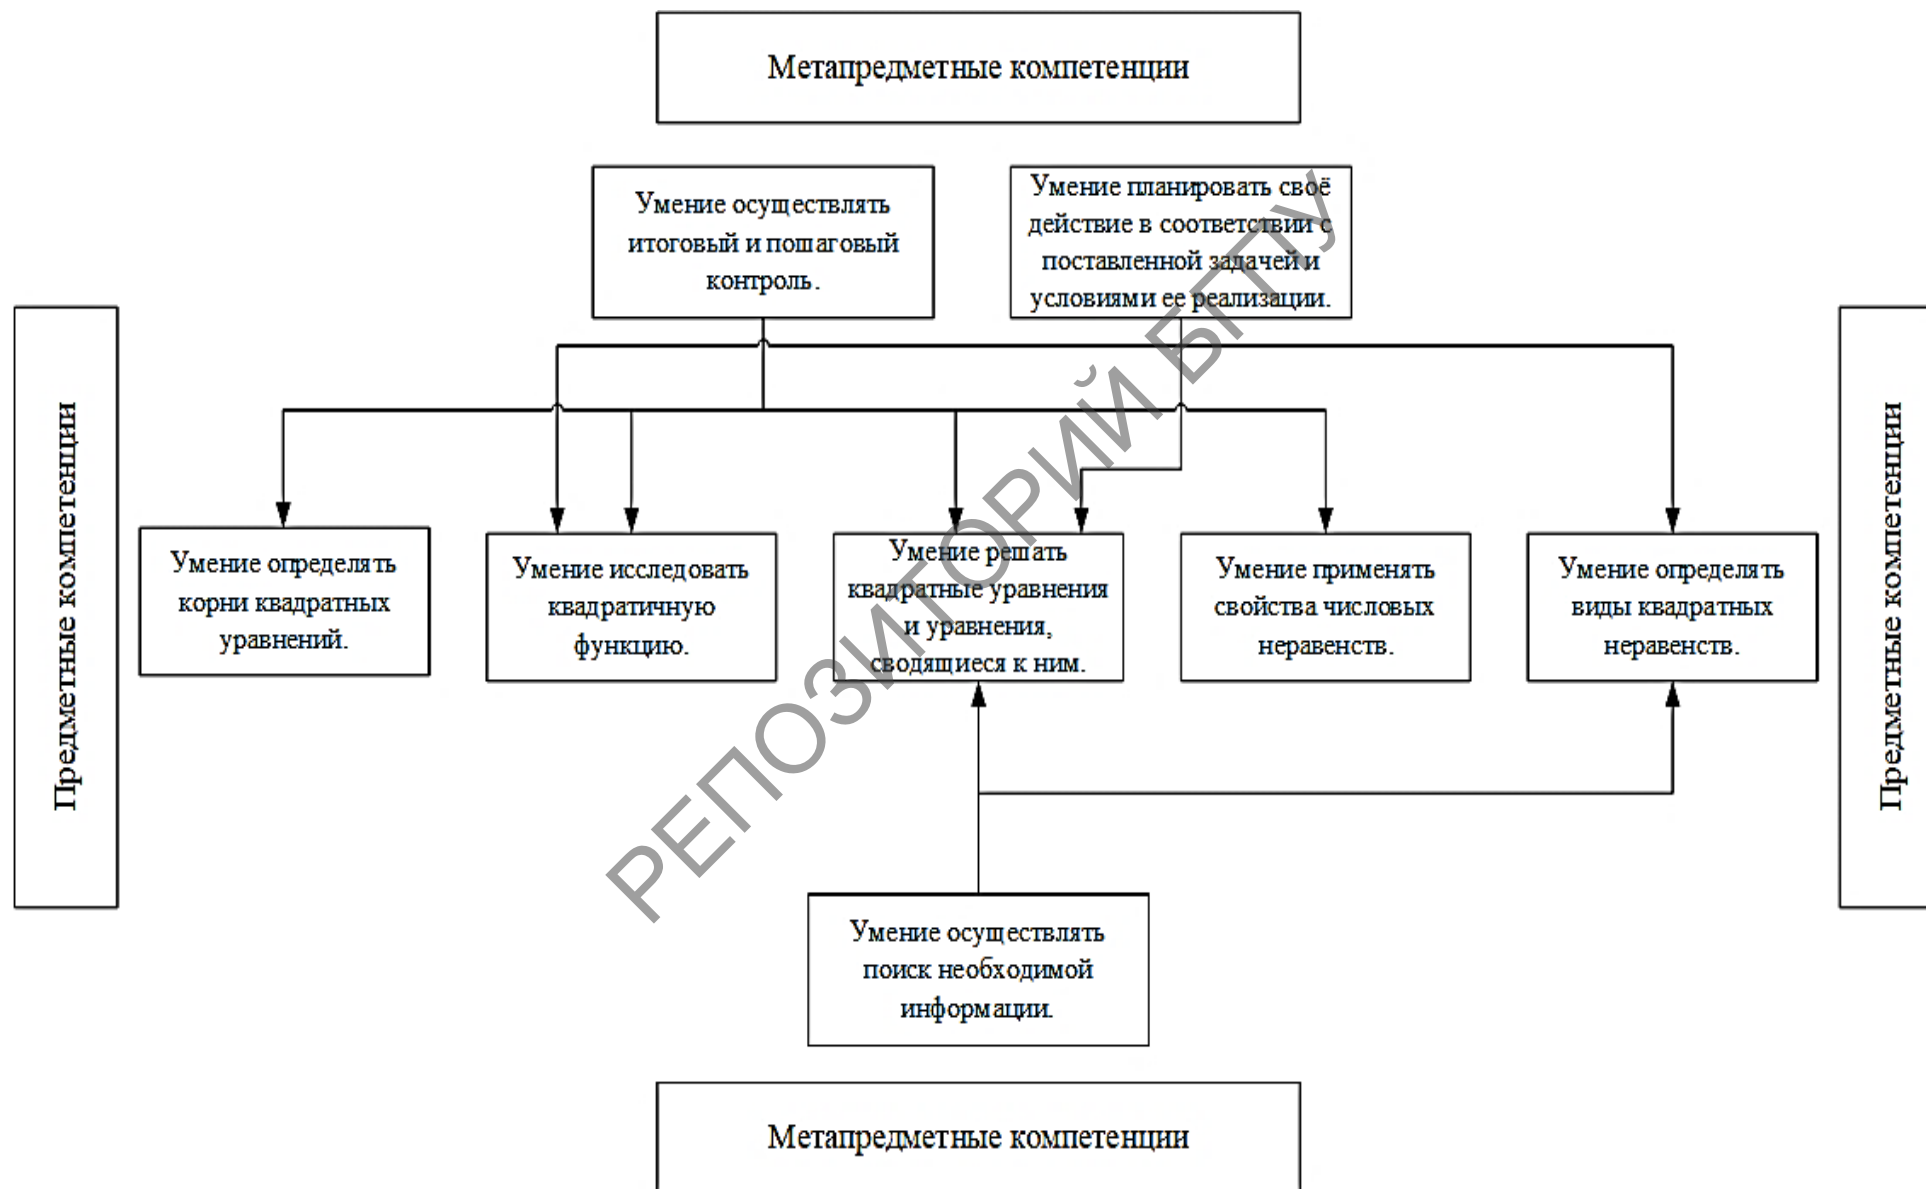 Метапредметные компетенции
Умение осуществлять
итоговый и пошаговый
контроль.
Умение планировать своё
действие в соответствии с
поставленной задачей и
условиями ее реализации.
Предметные компетенции
Умение определять
корни квадратных
уравнений.
Умение исследовать
квадратичную
функцию.
Умение решать
квадратные уравнения
и уравнения,
сводящиеся к ним.
Умение применять
свойства числовых
неравенств.
Умение определять
виды квадратных
неравенств.
Предметные компетенции
РЕПОЗИТОРИЙ БГПУ
Умение осуществлять
поиск необходимой
информации.
Метапредметные компетенции